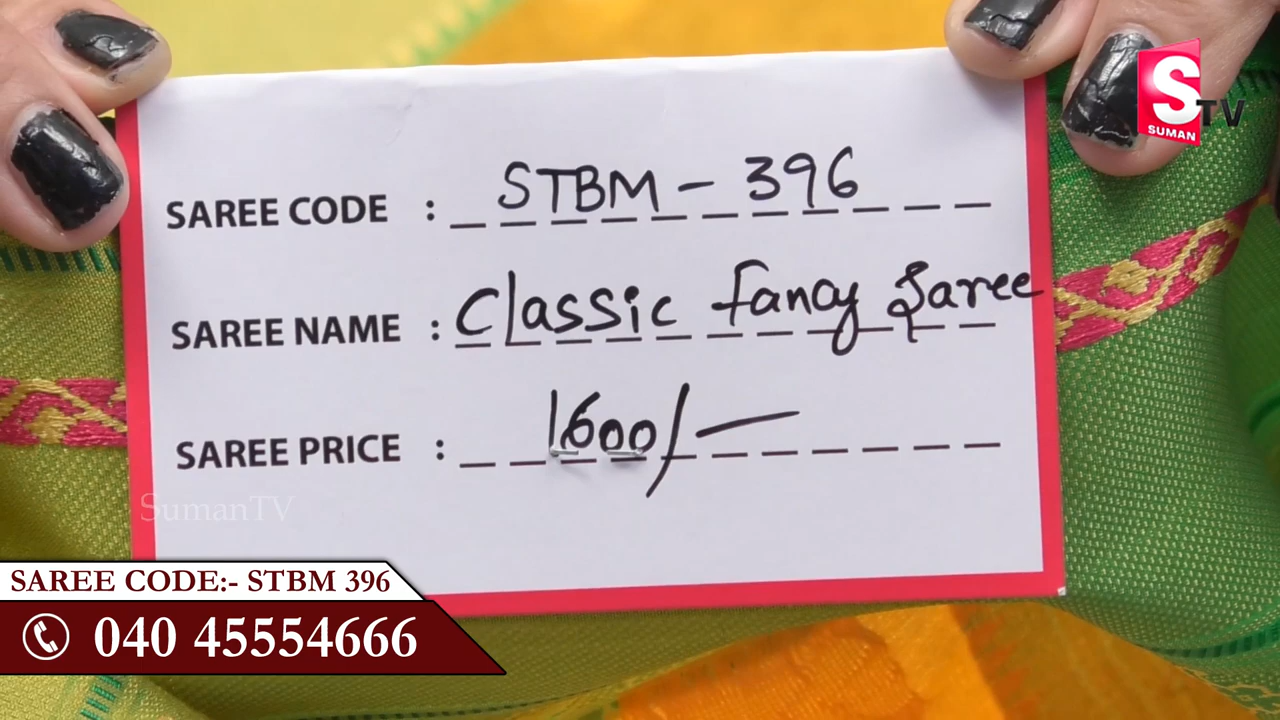 S
SUMAN
TV
SAREE CODE : STBM - 396
SAREE NAME : Classic fancy Saree
SAREE PRICE : 1600/-
SumanTV
SAREE CODE:- STBM 396
040 45554666